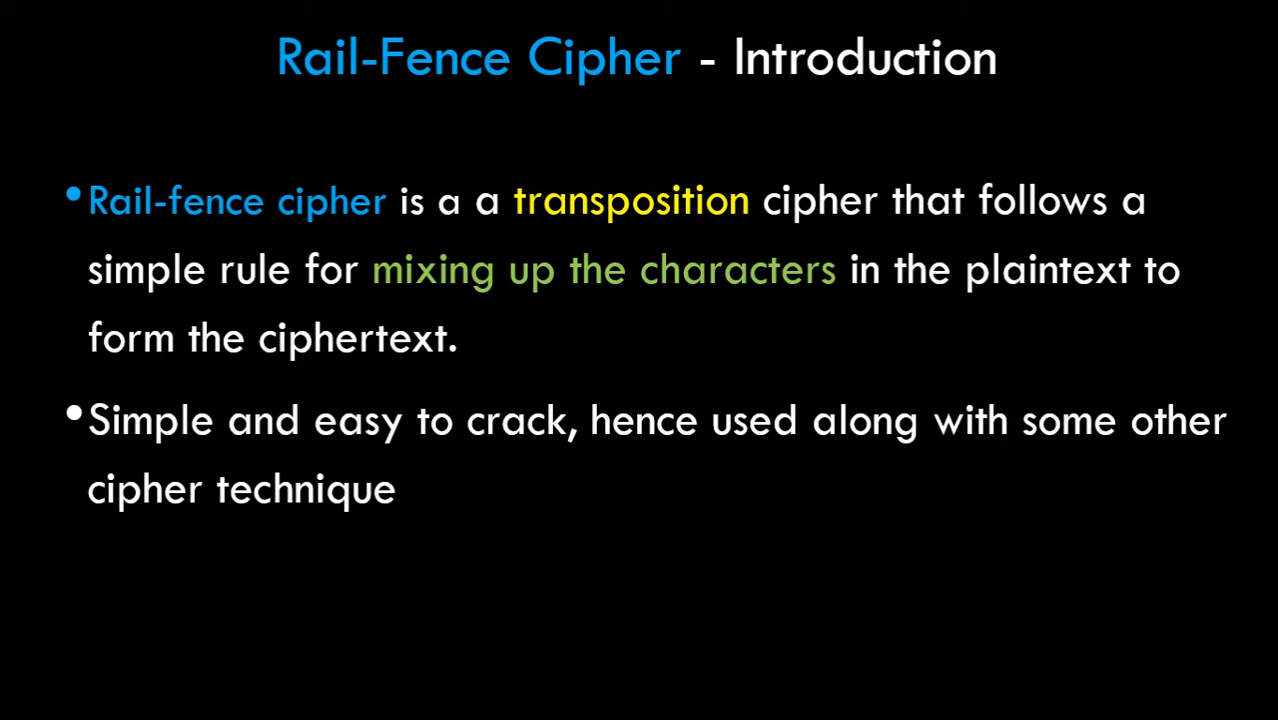 Rail-Fence Cipher - Introduction
•Rail-fence cipher is a a transposition cipher that follows a
simple rule for mixing up the characters in the plaintext to
form the ciphertext.
•Simple and easy to crack, hence used along with some other
cipher technique